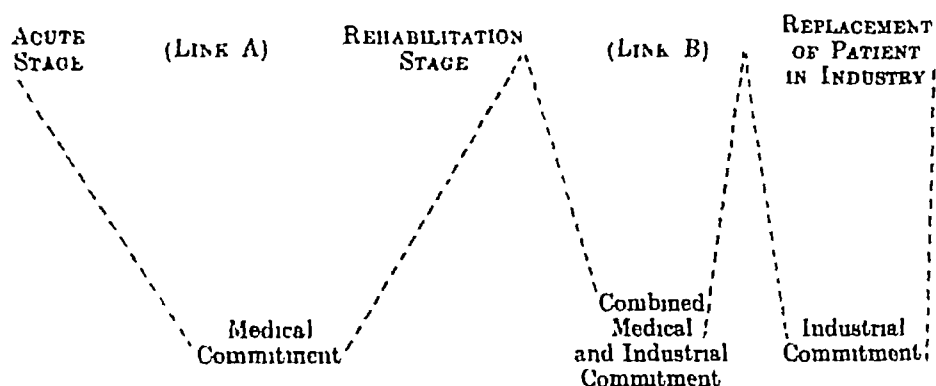 ACUTE
STAGE
(LINK A)
REHABILITATION
STAGE
(LINK B)
REPLACEMENT
OF PATIENT
IN INDUSTRY
Medical
Commitment
Combined
Medical
and Industrial
Commitment
Industrial
Commitment